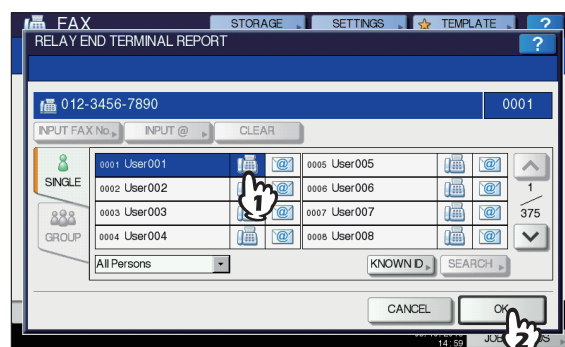 FAX STORAGE SETTINGS TEMPLATE ?
RELAY END TERMINAL REPORT ?
012-3456-7890 0001
INPUT FAX No. INPUT @ CLEAR
SINGLE
GROUP
0001 User001 0005 User005
0002 User002 0006 User006
0003 User003 0007 User007
0004 User004 0008 User008
1
375
1
All Persons KNOWN ID SEARCH
CANCEL OK
2
14:59